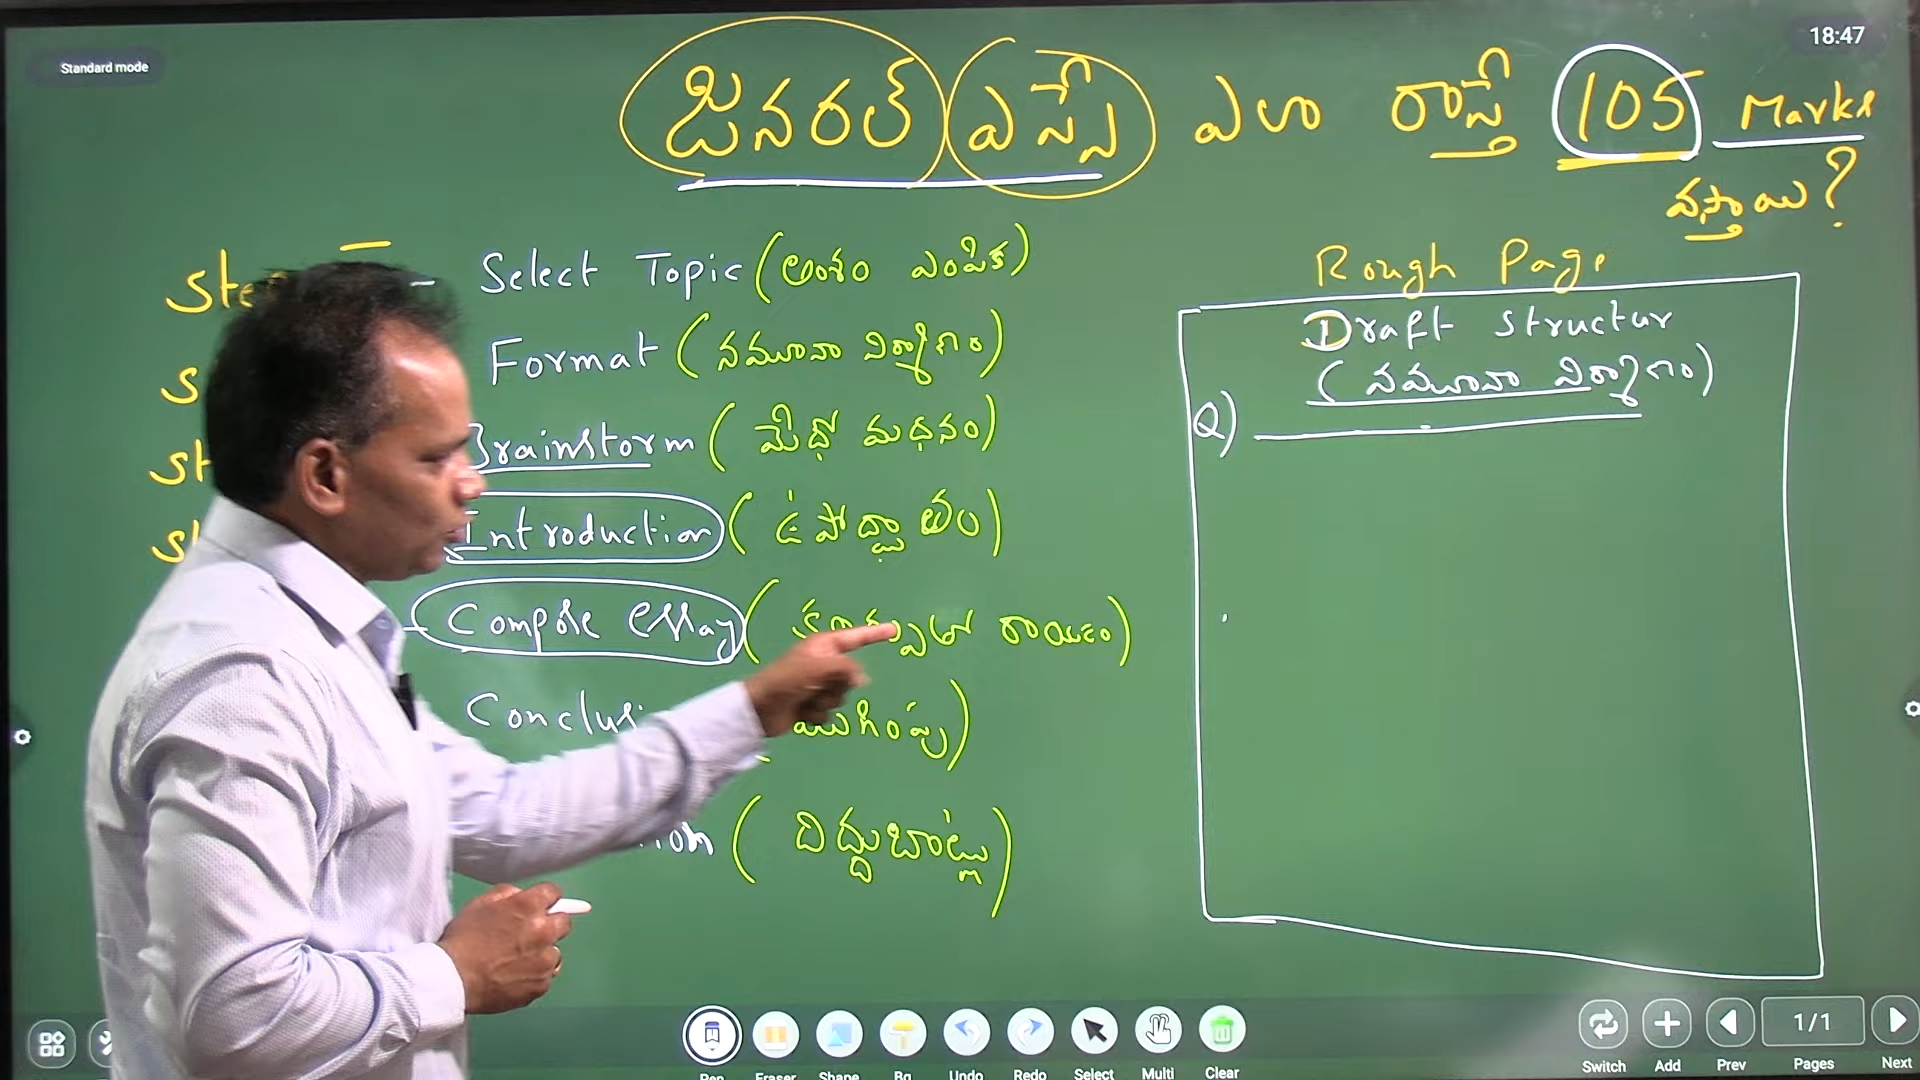 Standard mode
18:47
జనరల్ ఎస్సే ఎలా రాస్తే 105 Marks
వస్తాయి?
Select Topic (అంశం ఎంపిక)
Format (నమూనా నిర్మాణం)
Brainstorm (మేధో మథనం)
Introduction (ఉపోద్ఘాతం)
Compose essay ( రాయడం)
(ముగింపు)
(దిద్దుబాట్లు)
Rough Page
Draft structur
(నమూనా నిర్మాణం)
Q)
Pen Eraser Shape Bg Undo Redo Select Multi Clear
Switch Add Prev 1/1 Pages Next